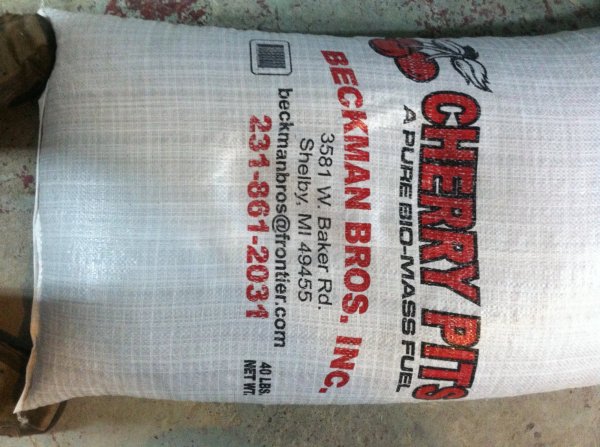 CHERRY PITS
A PURE BIO-MASS FUEL
BECKMAN BROS. INC.
3581 W. Baker Rd.
Shelby, MI 49455
beckmanbros@frontier.com
231-861-2031
40 LBS.
NET WT.